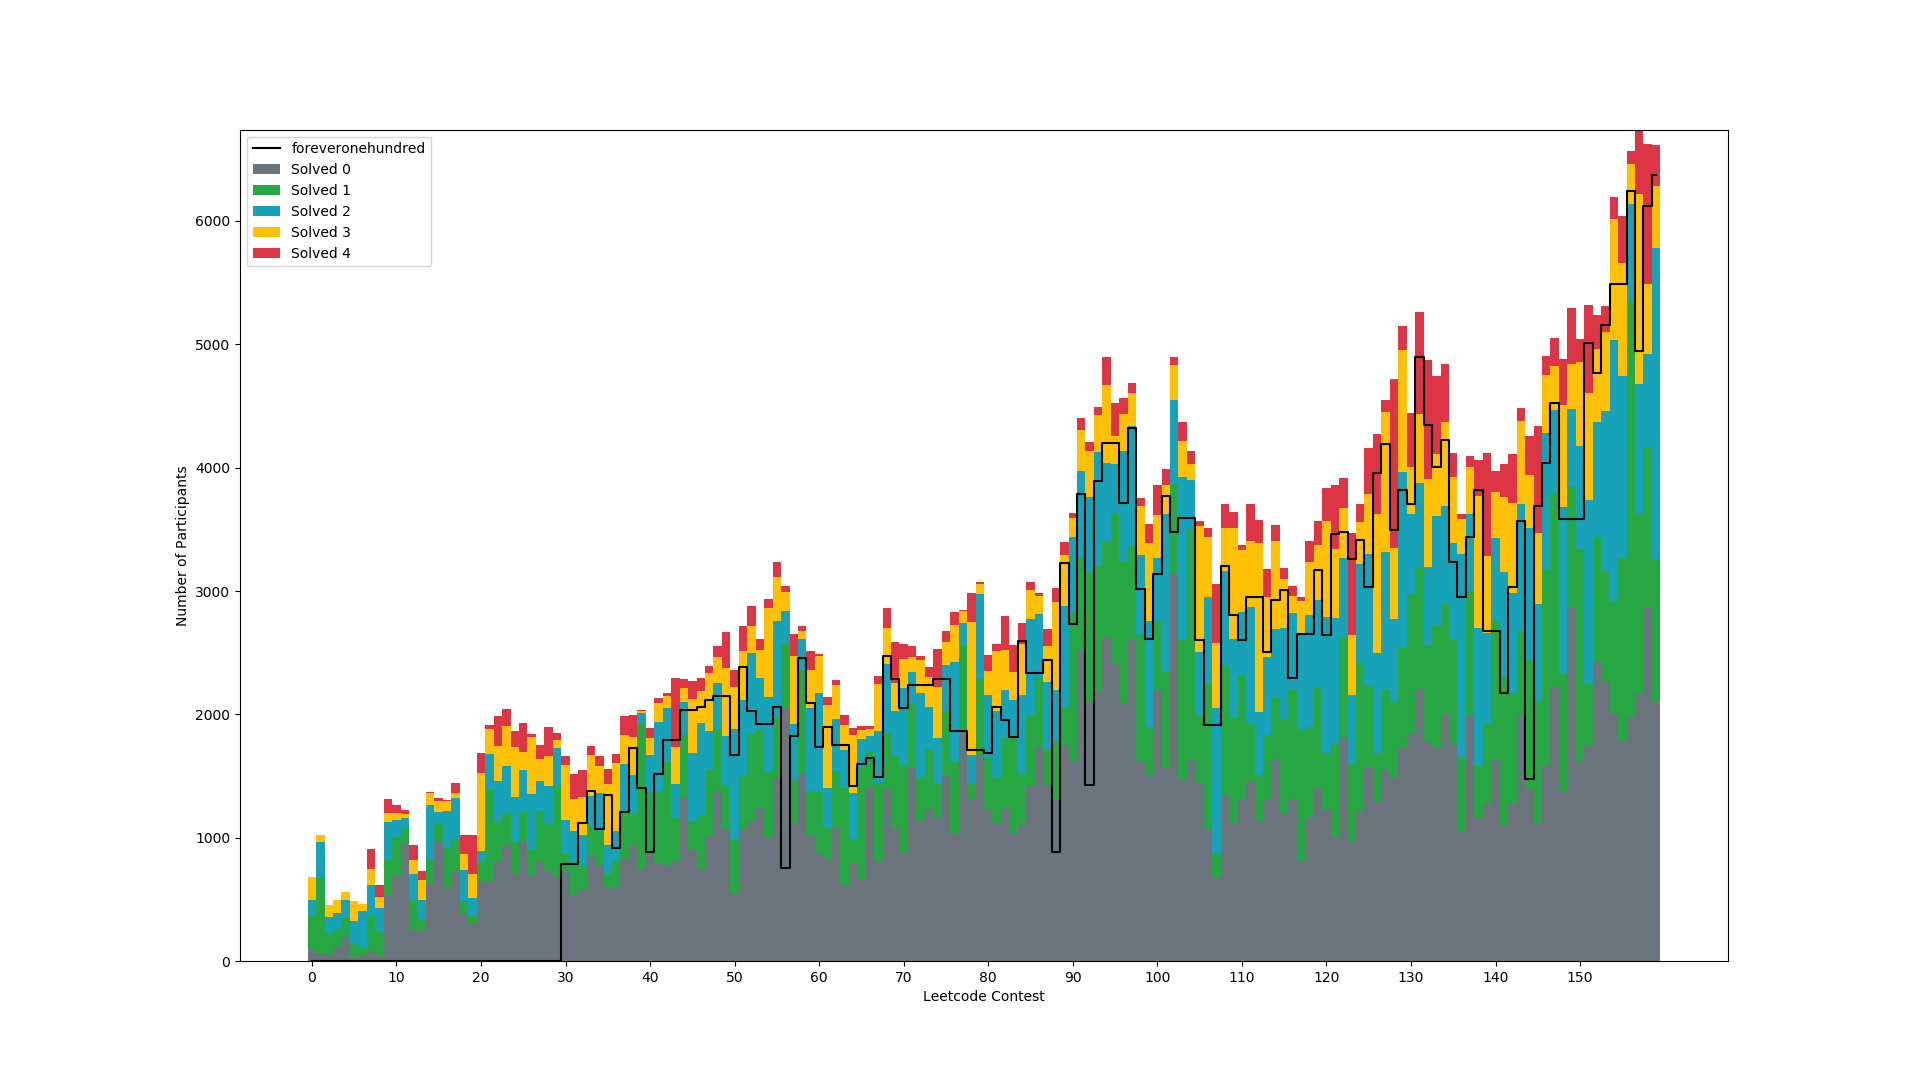 foreveronehundred
Solved 0
Solved 1
Solved 2
Solved 3
Solved 4
6000
5000
4000
3000
2000
1000
0
Number of Participants
0 10 20 30 40 50 60 70 80 90 100 110 120 130 140 150
Leetcode Contest